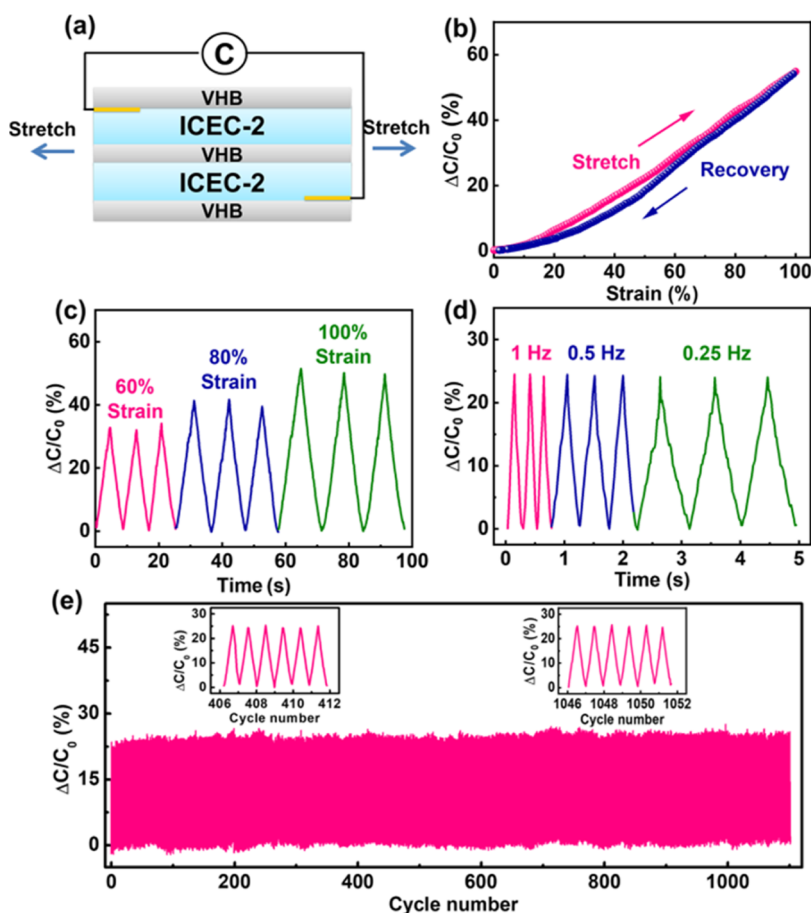 (a)
C
VHB
ICEC-2
VHB
ICEC-2
VHB
Stretch
Stretch
(b)
ΔC/C₀ (%)
60
40
20
0
Stretch
Recovery
0 20 40 60 80 100
Strain (%)
(c)
ΔC/C₀ (%)
60
40
20
0
60%
Strain
80%
Strain
100%
Strain
0 20 40 60 80 100
Time (s)
(d)
ΔC/C₀ (%)
30
20
10
0
1 Hz 0.5 Hz 0.25 Hz
0 1 2 3 4 5
Time (s)
(e)
ΔC/C₀ (%)
45
30
15
0
ΔC/C₀ (%)
30
20
10
0
406 408 410 412
Cycle number
ΔC/C₀ (%)
30
20
10
0
1046 1048 1050 1052
Cycle number
0 200 400 600 800 1000
Cycle number